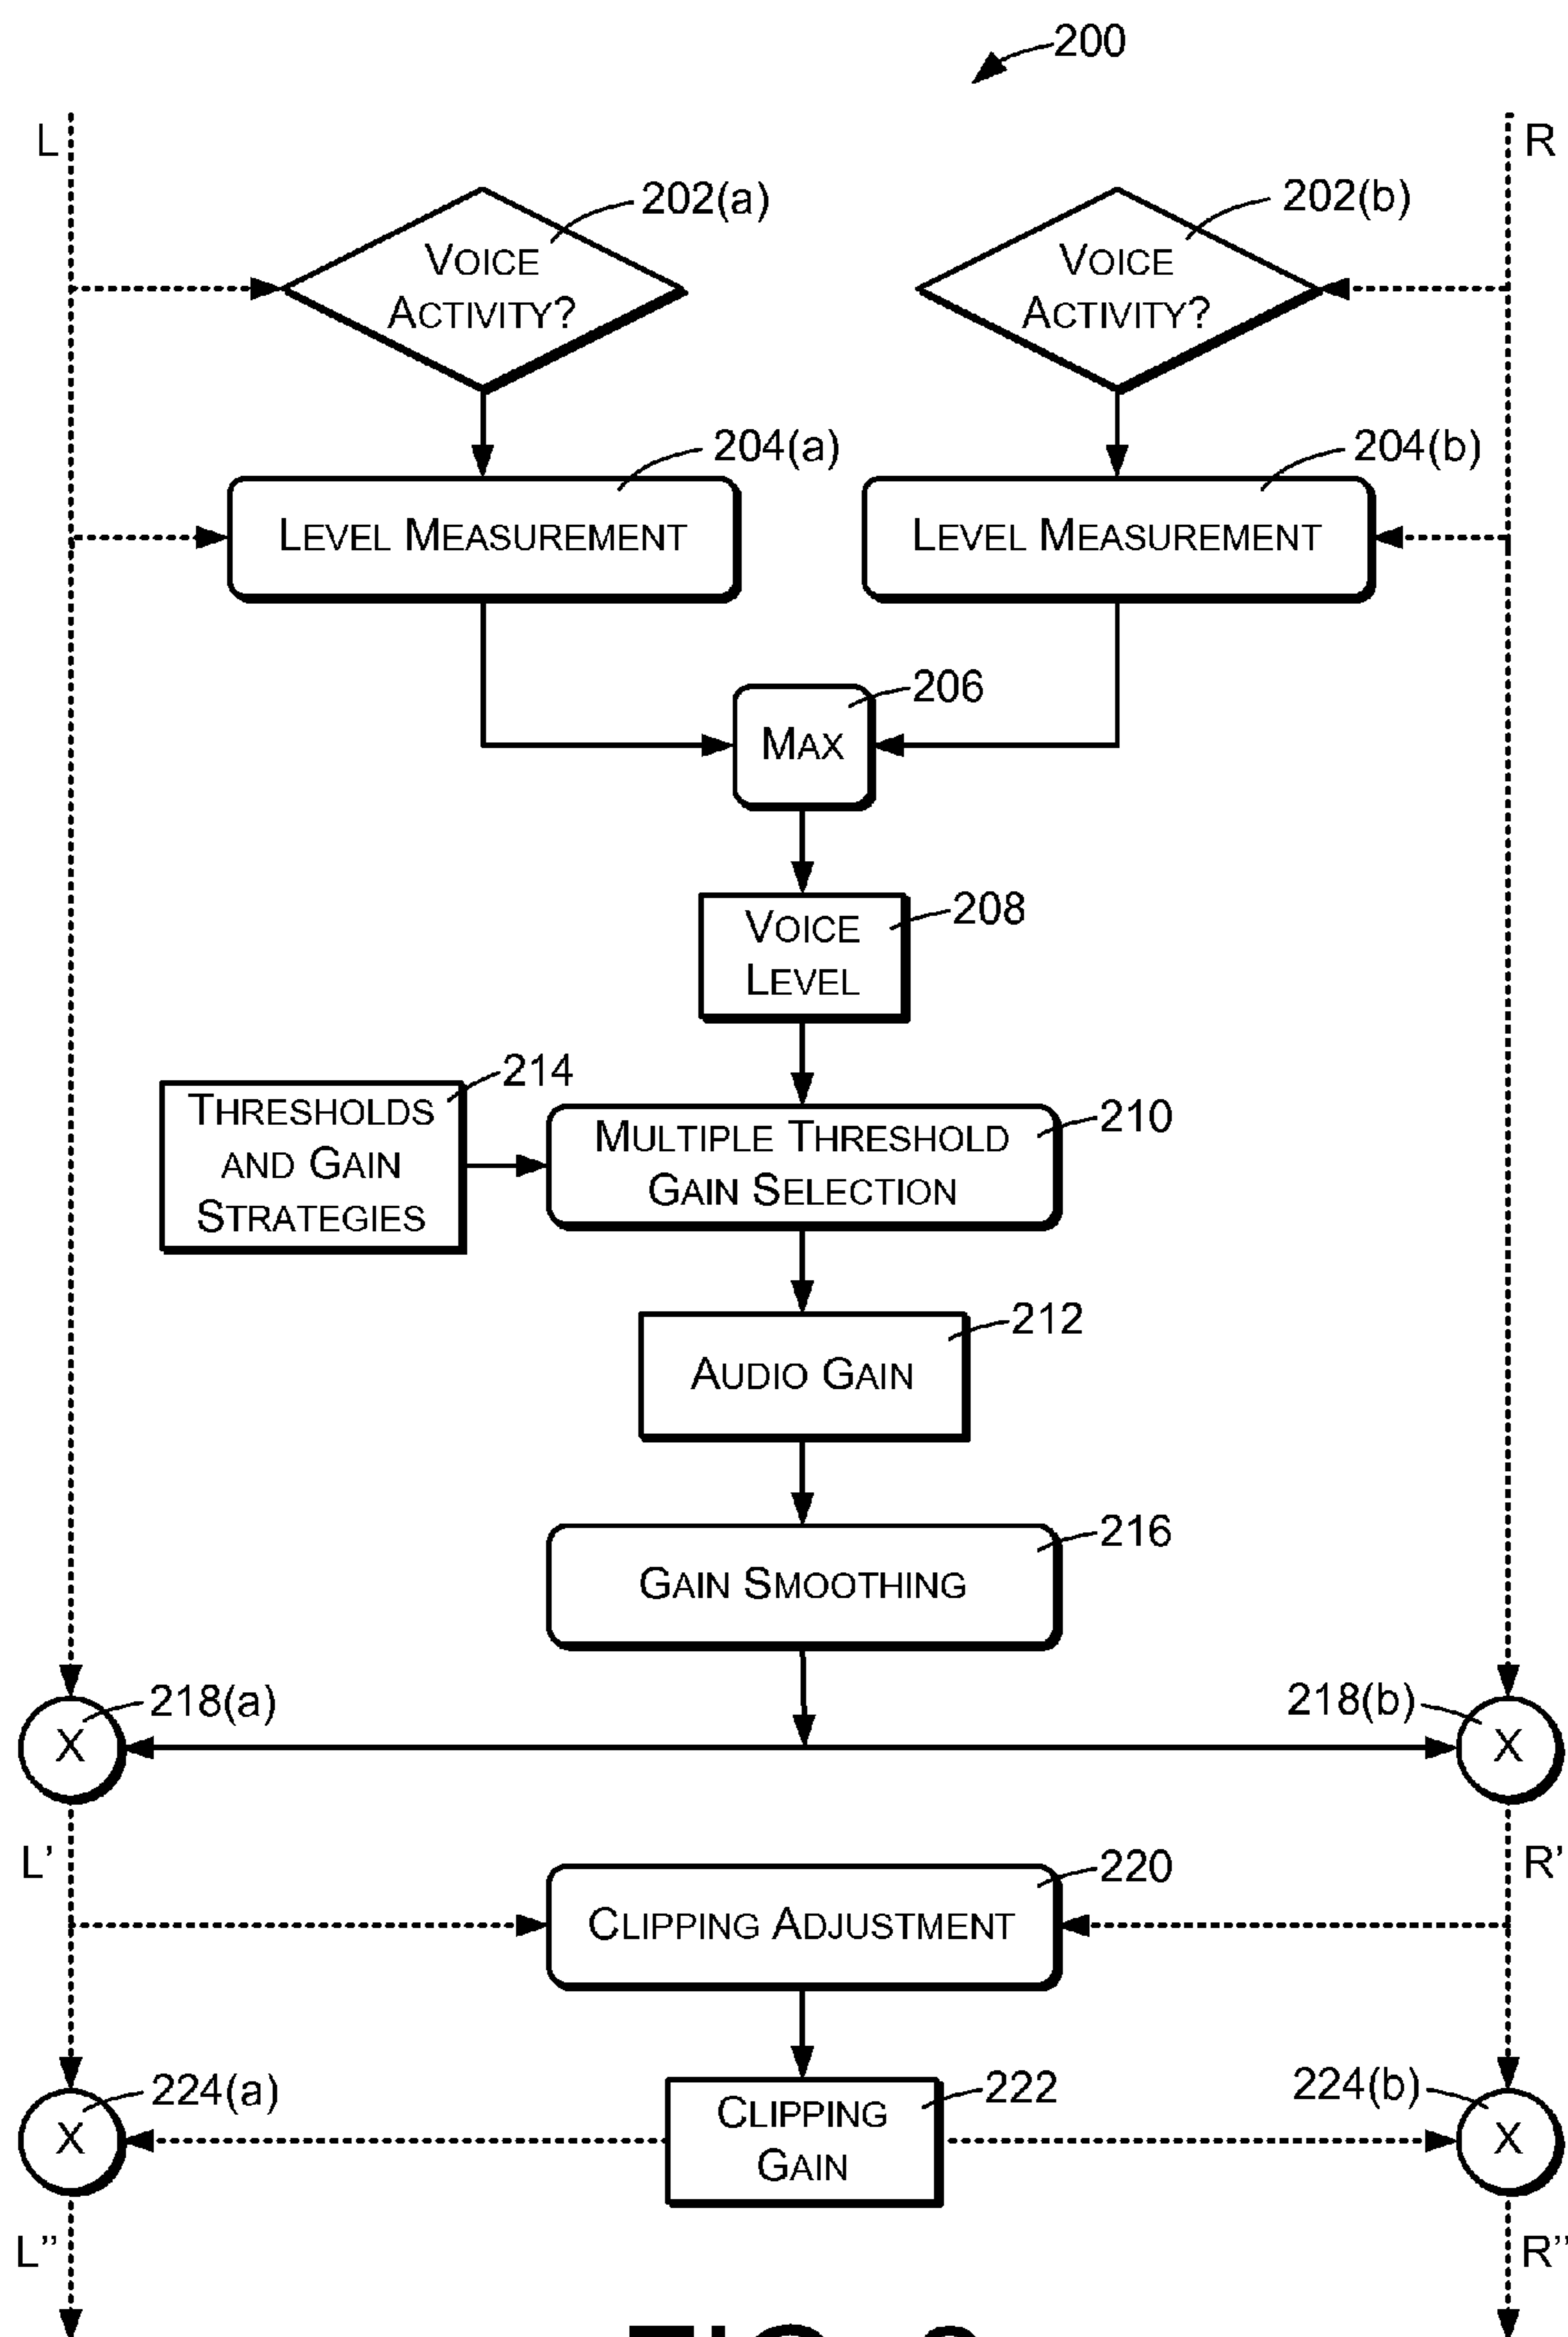 200
L
R
202(a)
202(b)
VOICE
ACTIVITY?
VOICE
ACTIVITY?
204(a)
204(b)
LEVEL MEASUREMENT
LEVEL MEASUREMENT
206
MAX
208
VOICE
LEVEL
214
THRESHOLDS
AND GAIN
STRATEGIES
210
MULTIPLE THRESHOLD
GAIN SELECTION
212
AUDIO GAIN
216
GAIN SMOOTHING
218(a)
218(b)
X
X
L'
R'
220
CLIPPING ADJUSTMENT
224(a)
222
224(b)
X
CLIPPING
GAIN
X
L''
R''